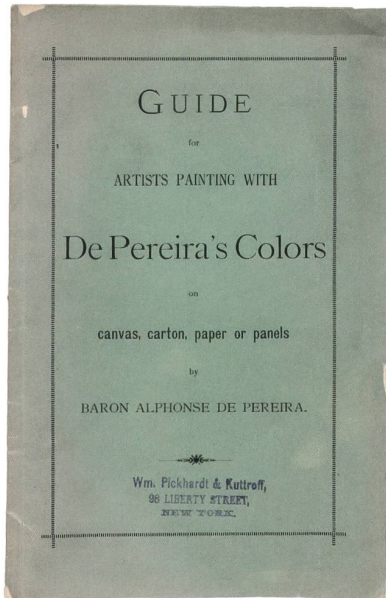 GUIDE
for
ARTISTS PAINTING WITH
De Pereira's Colors
on
canvas, carton, paper or panels
by
BARON ALPHONSE DE PEREIRA.
Wm. Pickhardt & Kuttroff,
98 LIBERTY STREET,
NEW YORK.